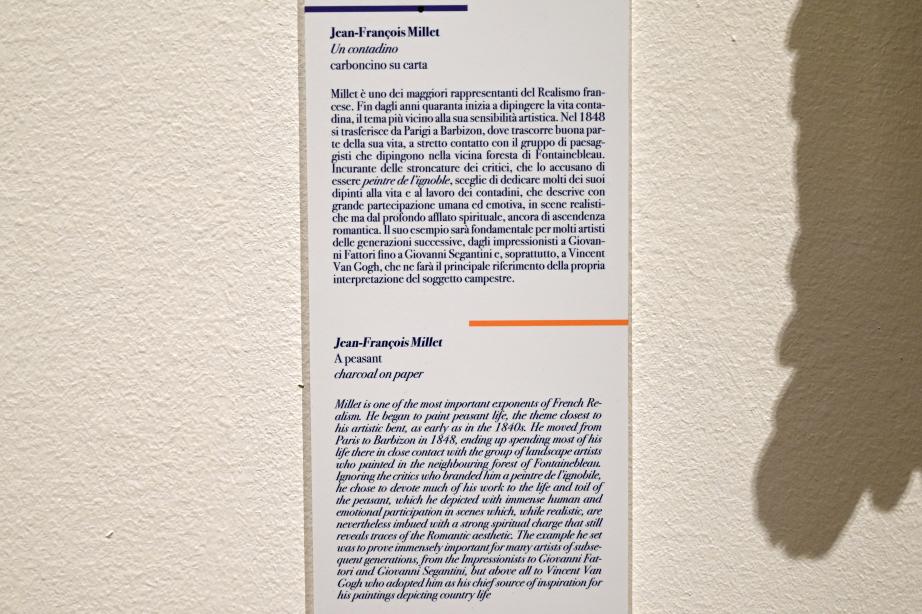 Jean-François Millet
Un contadino
carboncino su carta
Millet è uno dei maggiori rappresentanti del Realismo fran-
cese. Fin dagli anni quaranta inizia a dipingere la vita conta-
dina, il tema più vicino alla sua sensibilità artistica. Nel 1848
si trasferisce da Parigi a Barbizon, dove trascorre buona par-
te della sua vita, a stretto contatto con il gruppo di paesag-
gisti che dipingono nella vicina foresta di Fontainebleau.
Incurante delle stroncature dei critici, che lo accusano di
essere peintre de l'ignoble, sceglie di dedicare molti dei suoi
dipinti alla vita e al lavoro dei contadini, che descrive con
grande partecipazione umana ed emotiva, in scene realisti-
che ma dal profondo afflato spirituale, ancora di ascendenza
romantica. Il suo esempio sarà fondamentale per molti artisti
delle generazioni successive, dagli impressionisti a Giovan-
ni Fattori fino a Giovanni Segantini e, soprattutto, a Vincent
Van Gogh, che ne farà il principale riferimento della propria
interpretazione del soggetto campestre.
Jean-François Millet
A peasant
charcoal on paper
Millet is one of the most important exponents of French Re-
alism. He began to paint peasant life, the theme closest to
his artistic bent, as early as in the 1840s. He moved from
Paris to Barbizon in 1848, ending up spending most of his
life there in close contact with the group of landscape artists
who painted in the neighbouring forest of Fontainebleau.
Ignoring the critics who branded him a peintre de l'ignobile,
he chose to devote much of his work to the life and toil of
the peasant, which he depicted with immense human and
emotional participation in scenes which, while realistic, are
nevertheless imbued with a strong spiritual charge that still
reveals traces of the Romantic aesthetic. The example he set
was to prove immensely important for many artists of subse-
quent generations, from the Impressionists to Giovanni Fat-
tori and Giovanni Segantini, but above all to Vincent Van
Gogh who adopted him as his chief source of inspiration for
his paintings depicting country life